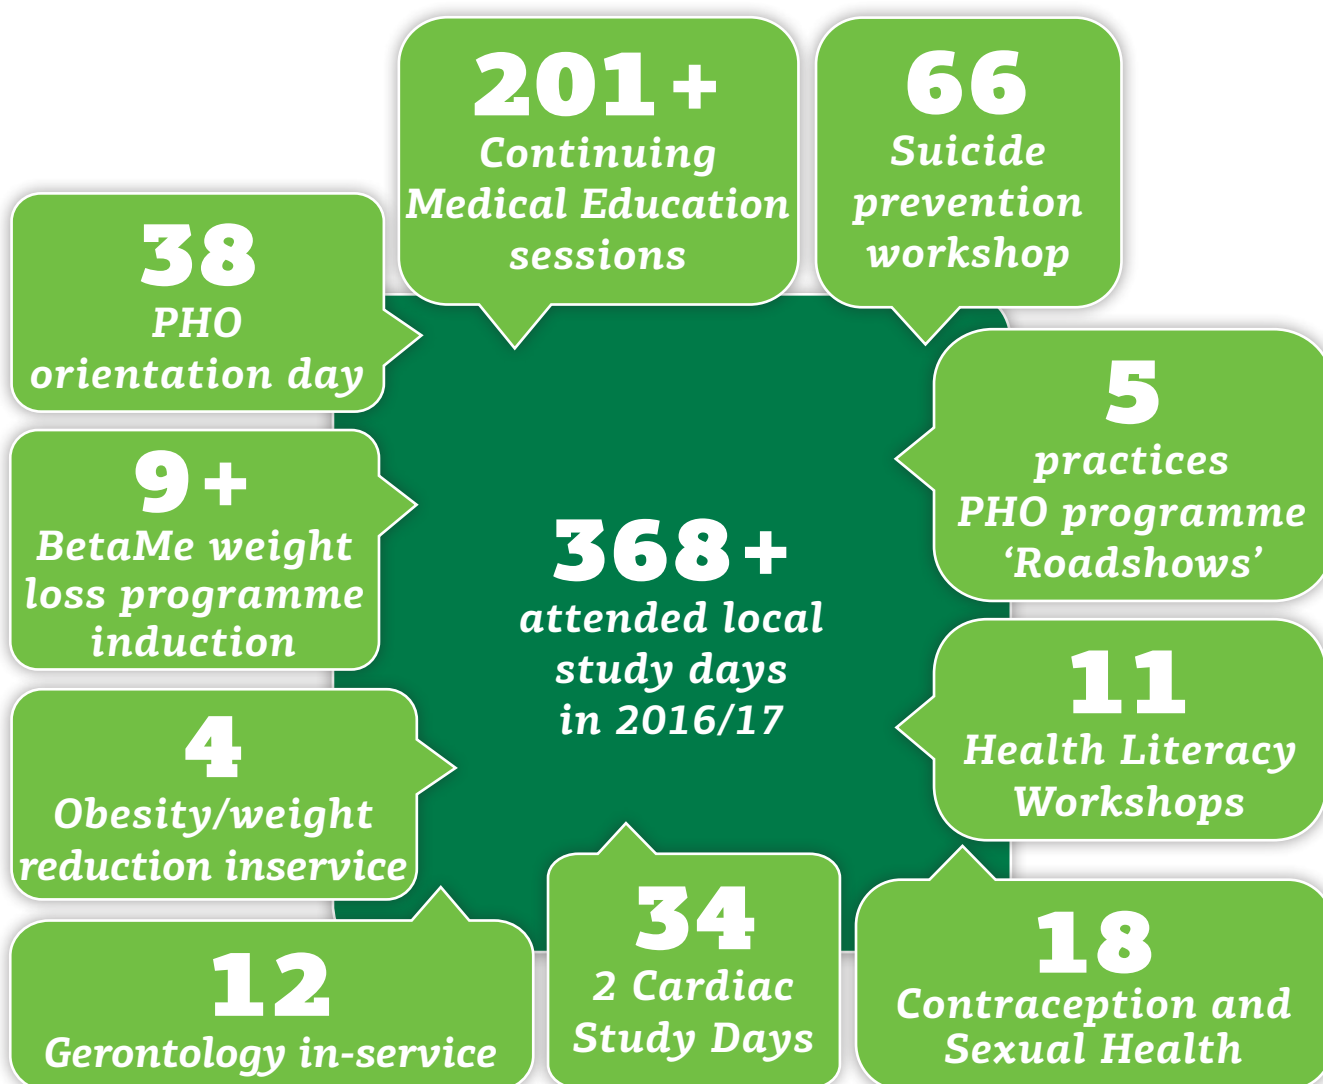 201+
Continuing
Medical Education
sessions
66
Suicide
prevention
workshop
38
PHO
orientation day
5
practices
PHO programme
‘Roadshows’
9+
BetaMe weight
loss programme
induction
368+
attended local
study days
in 2016/17
11
Health Literacy
Workshops
4
Obesity/weight
reduction inservice
34
2 Cardiac
Study Days
18
Contraception and
Sexual Health
12
Gerontology in-service